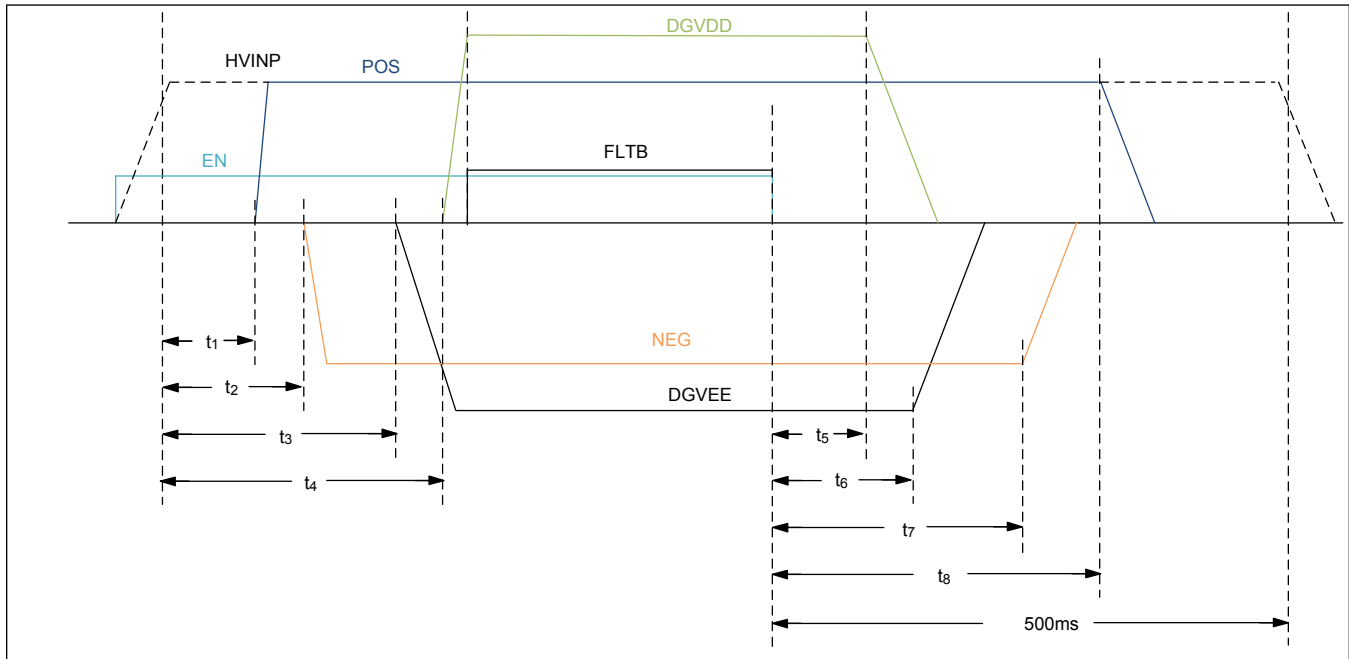 DGVDD
HVINP
POS
FLTB
EN
NEG
DGVEE
t1
t2
t3
t4
t5
t6
t7
t8
500ms